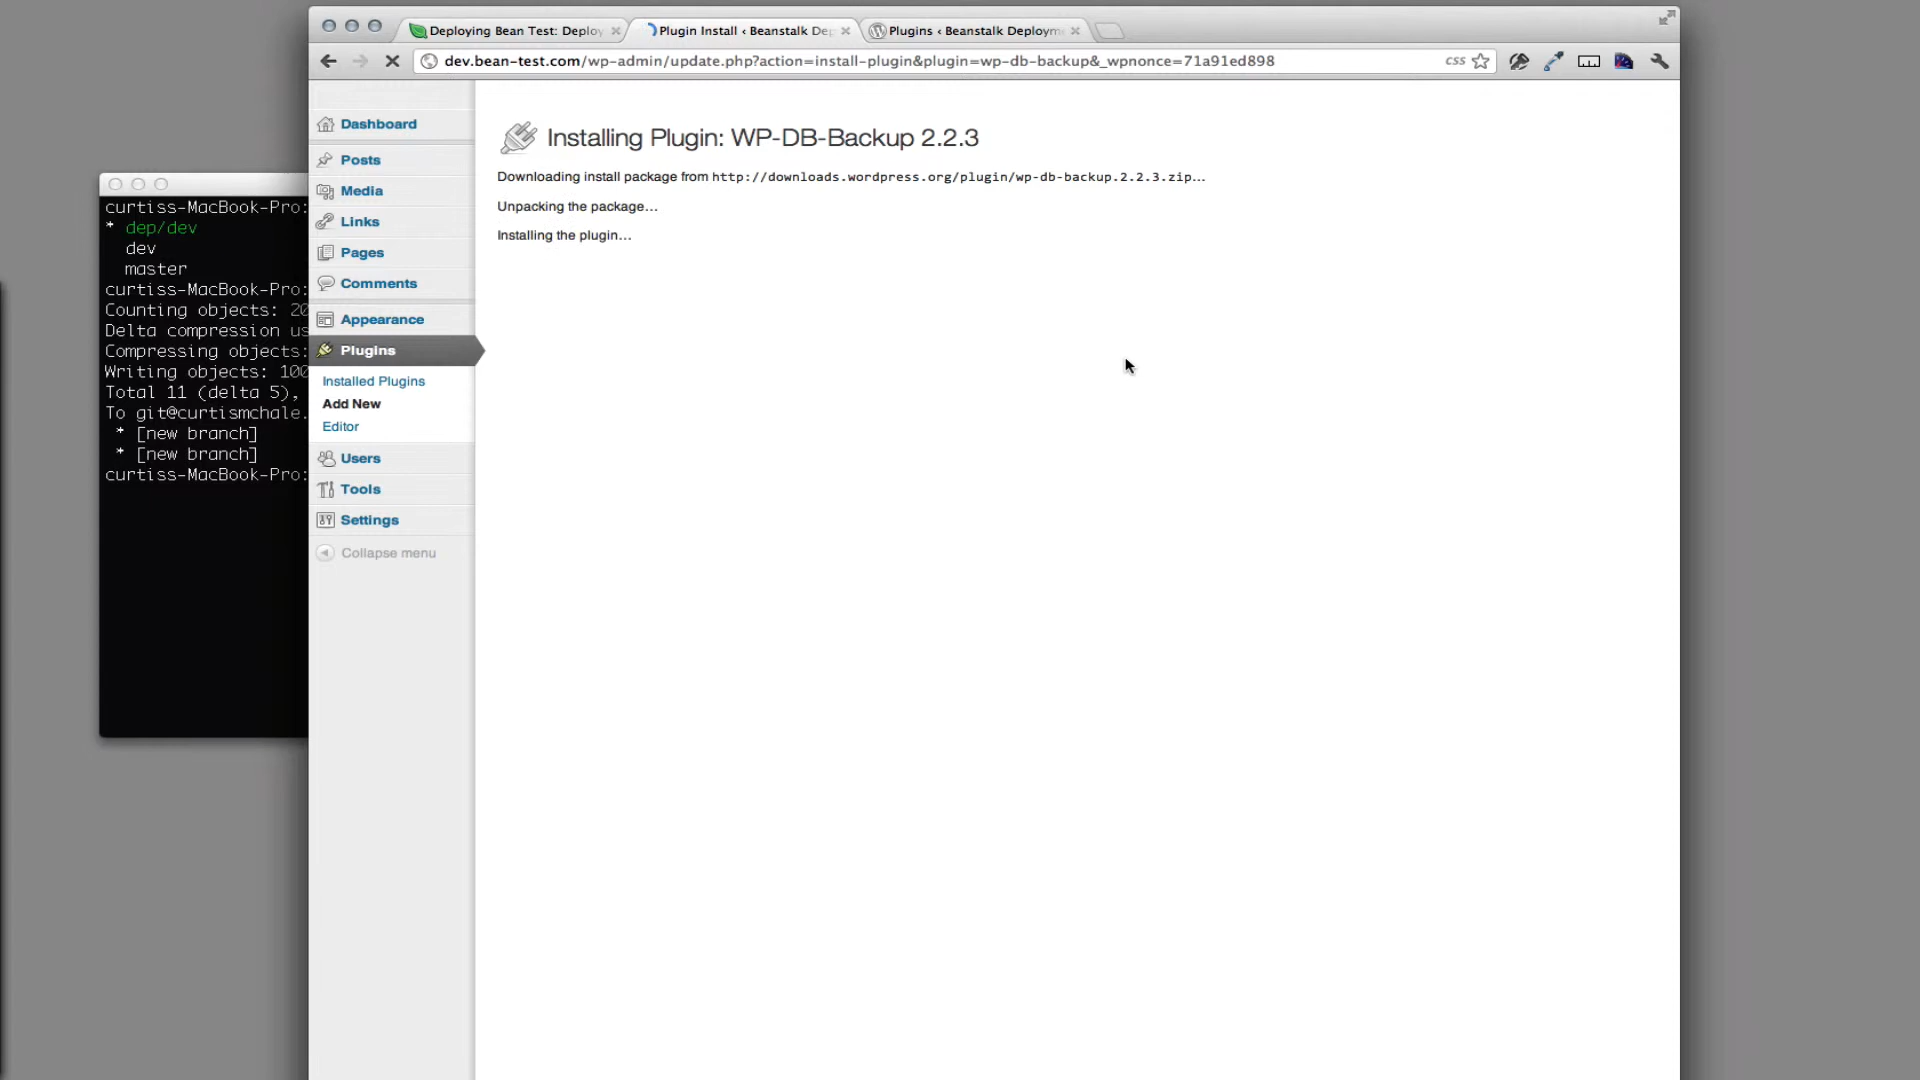 Deploying Bean Test: Deploy
Plugin Install ‹ Beanstalk De
Plugins ‹ Beanstalk Deploym
dev.bean-test.com/wp-admin/update.php?action=install-plugin&plugin=wp-db-backup&_wpnonce=71a91ed898
css
Dashboard
Posts
Media
Links
Pages
Comments
Appearance
Plugins
Installed Plugins
Add New
Editor
Users
Tools
Settings
Collapse menu
Installing Plugin: WP-DB-Backup 2.2.3
Downloading install package from http://downloads.wordpress.org/plugin/wp-db-backup.2.2.3.zip…
Unpacking the package…
Installing the plugin…
curtiss-MacBook-Pro:
* dep/dev
dev
master
curtiss-MacBook-Pro:
Counting objects: 20
Delta compression us
Compressing objects:
Writing objects: 100
Total 11 (delta 5),
To git@curtismchale.
* [new branch]
* [new branch]
curtiss-MacBook-Pro: